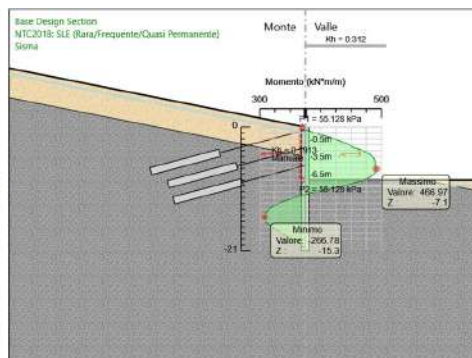 Base Design Section
NTC2018: SLE (Rara/Frequente/Quasi Permanente)
Sisma
Monte Valle
Kh = 0.312
Momento (kN*m/m)
300 500
0
P1 = 55.128 kPa
-0.5m
-3.5m
-6.5m
P2 = 55.128 kPa
Massimo
Valore: 466.97
Z -7.1
Minimo
Valore: -266.78
Z -15.3
-21